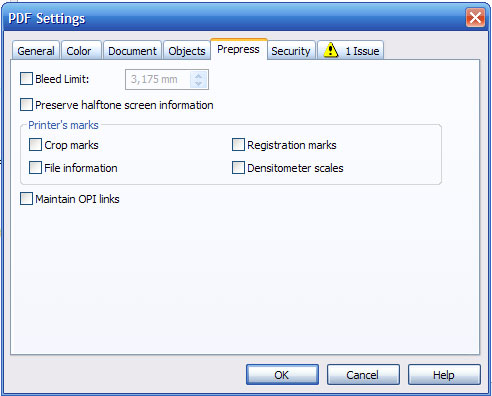 PDF Settings
General Color Document Objects Prepress Security 1 Issue
Bleed Limit: 3,175 mm
Preserve halftone screen information
Printer's marks
Crop marks Registration marks
File information Densitometer scales
Maintain OPI links
OK Cancel Help